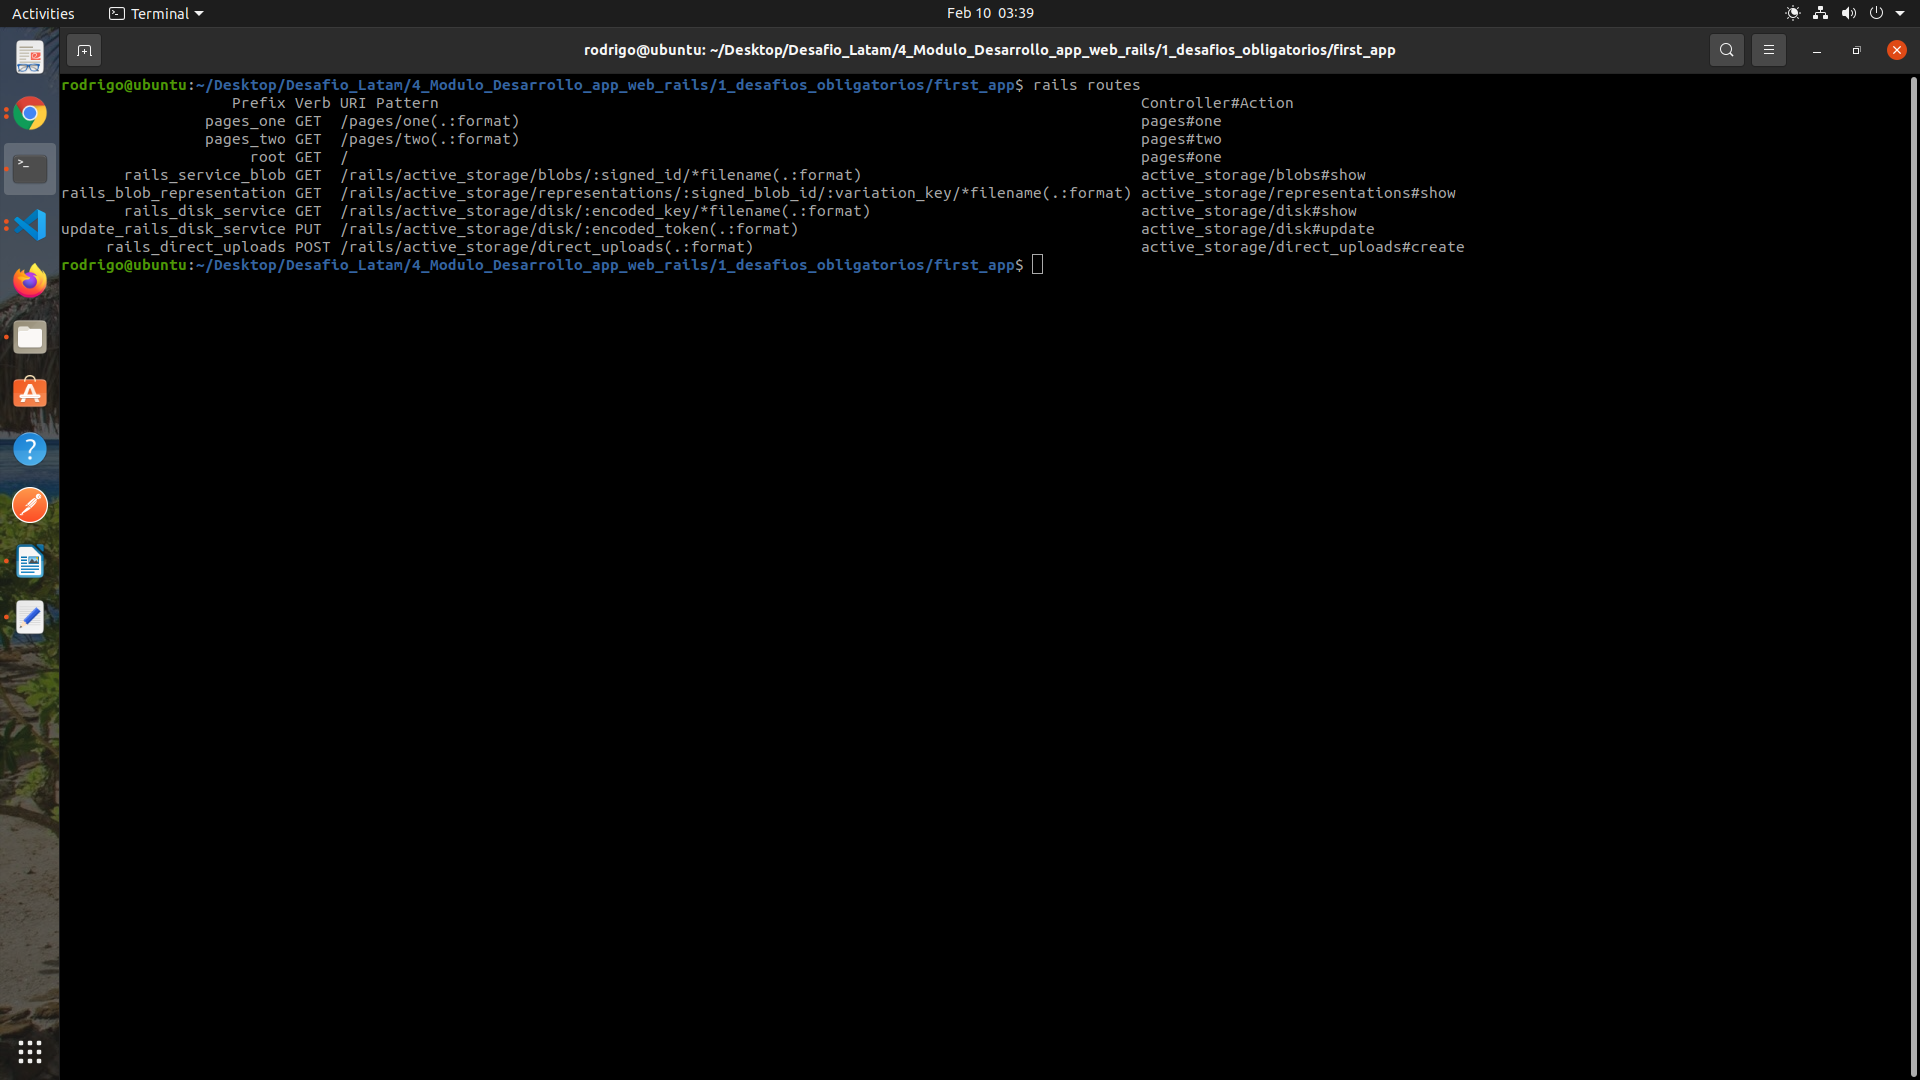 Activities Terminal Feb 10 03:39
rodrigo@ubuntu: ~/Desktop/Desafio_Latam/4_Modulo_Desarrollo_app_web_rails/1_desafios_obligatorios/first_app
rodrigo@ubuntu:~/Desktop/Desafio_Latam/4_Modulo_Desarrollo_app_web_rails/1_desafios_obligatorios/first_app$ rails routes
Prefix Verb URI Pattern Controller#Action
pages_one GET /pages/one(.:format) pages#one
pages_two GET /pages/two(.:format) pages#two
root GET / pages#one
rails_service_blob GET /rails/active_storage/blobs/:signed_id/*filename(.:format) active_storage/blobs#show
rails_blob_representation GET /rails/active_storage/representations/:signed_blob_id/:variation_key/*filename(.:format) active_storage/representations#show
rails_disk_service GET /rails/active_storage/disk/:encoded_key/*filename(.:format) active_storage/disk#show
update_rails_disk_service PUT /rails/active_storage/disk/:encoded_token(.:format) active_storage/disk#update
rails_direct_uploads POST /rails/active_storage/direct_uploads(.:format) active_storage/direct_uploads#create
rodrigo@ubuntu:~/Desktop/Desafio_Latam/4_Modulo_Desarrollo_app_web_rails/1_desafios_obligatorios/first_app$